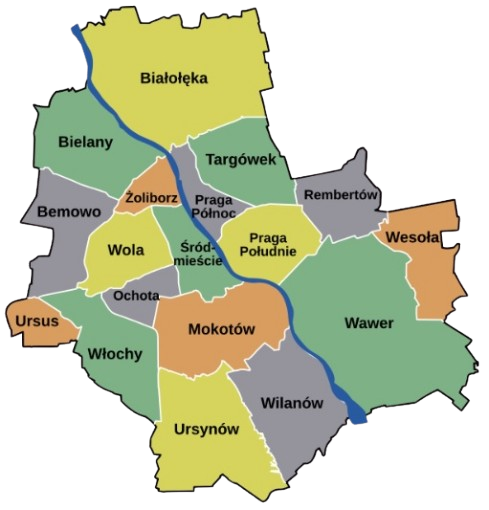 Białołęka
Bielany
Targówek
Żoliborz
Praga
Północ
Rembertów
Bemowo
Wesoła
Wola
Śród-
mieście
Praga
Południe
Ochota
Ursus
Mokotów
Wawer
Włochy
Wilanów
Ursynów